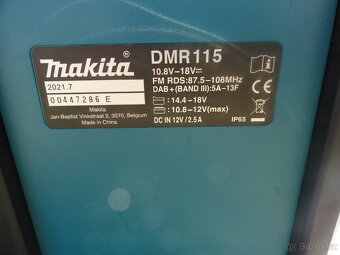 makita® DMR115
10.8V-18V⎓
FM RDS:87.5-108MHz
DAB+(BAND III):5A-13F
2021.7
00447286 E
Makita
Jan-Baptist Vinkstraat 2, 3070, Belgium
Made in China
:14.4-18V
:10.8-12V(max)
DC IN 12V/2.5A IP65
CE